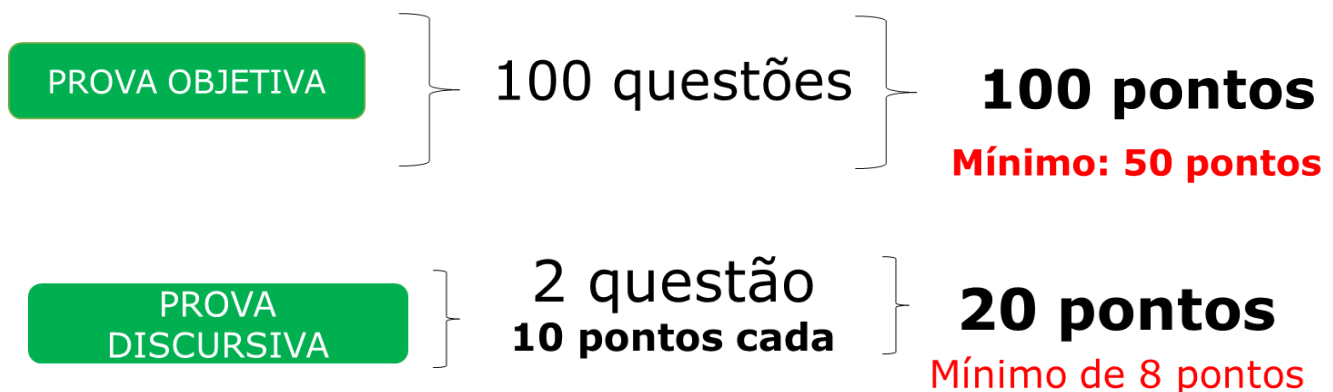 PROVA OBJETIVA
100 questões
100 pontos
Mínimo: 50 pontos
PROVA
DISCURSIVA
2 questão
10 pontos cada
20 pontos
Mínimo de 8 pontos